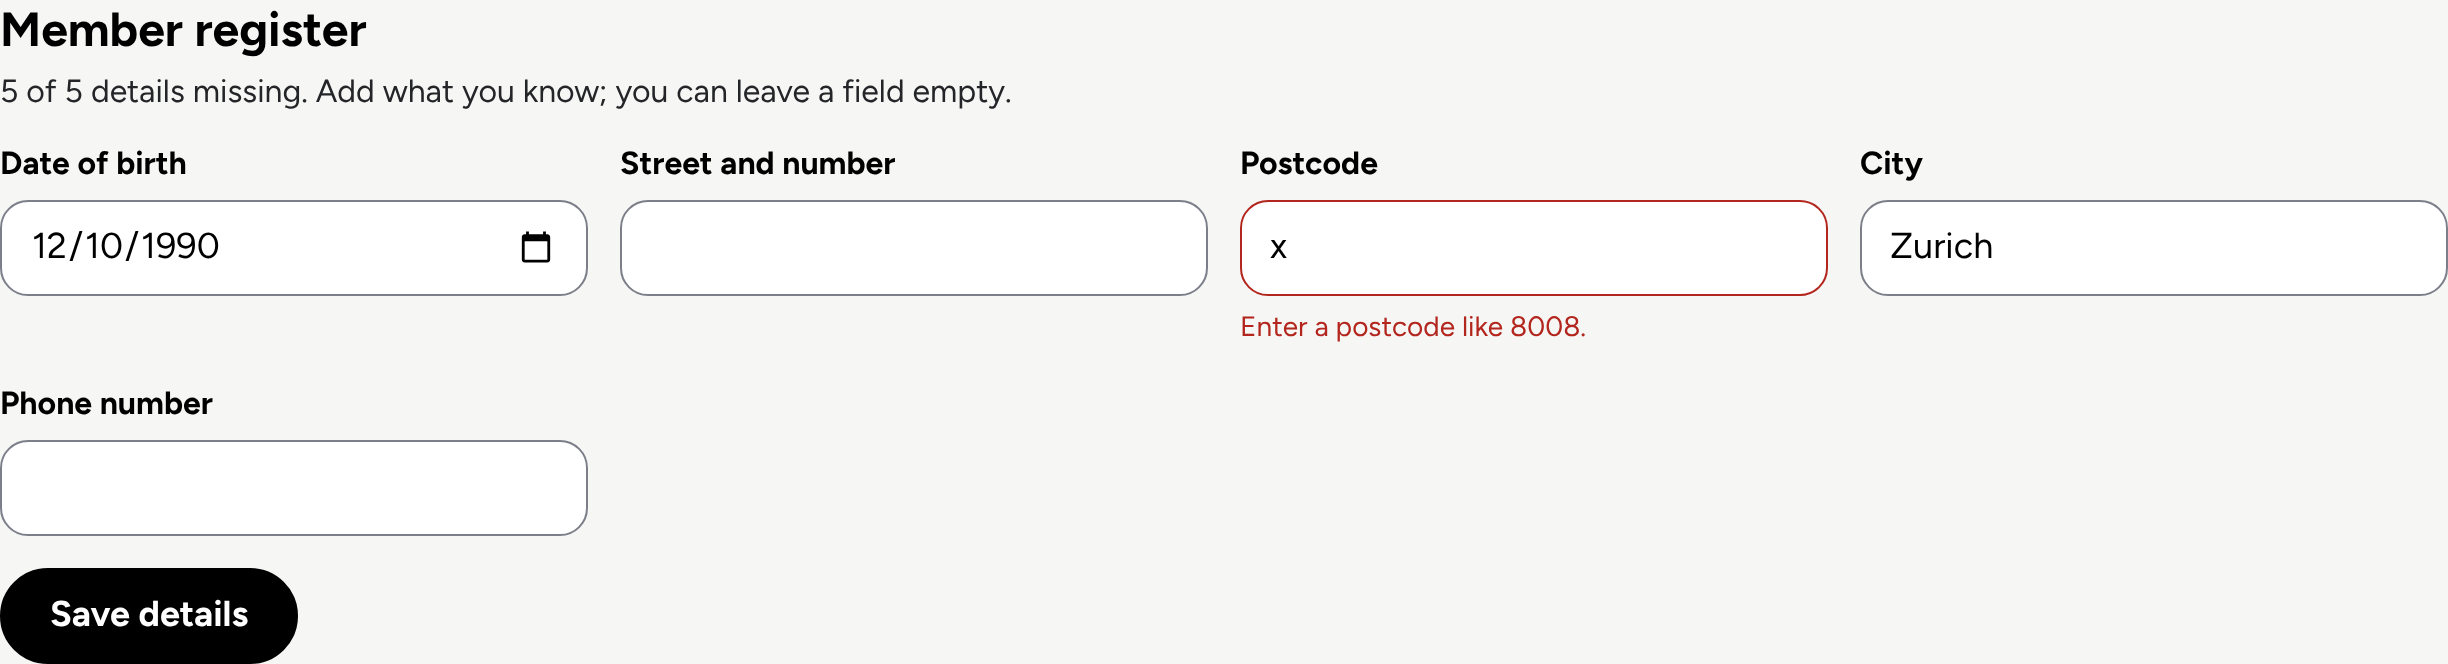 Member register
5 of 5 details missing. Add what you know; you can leave a field empty.
Date of birth
Street and number
Postcode
City
12/10/1990
x
Zurich
Enter a postcode like 8008.
Phone number
Save details